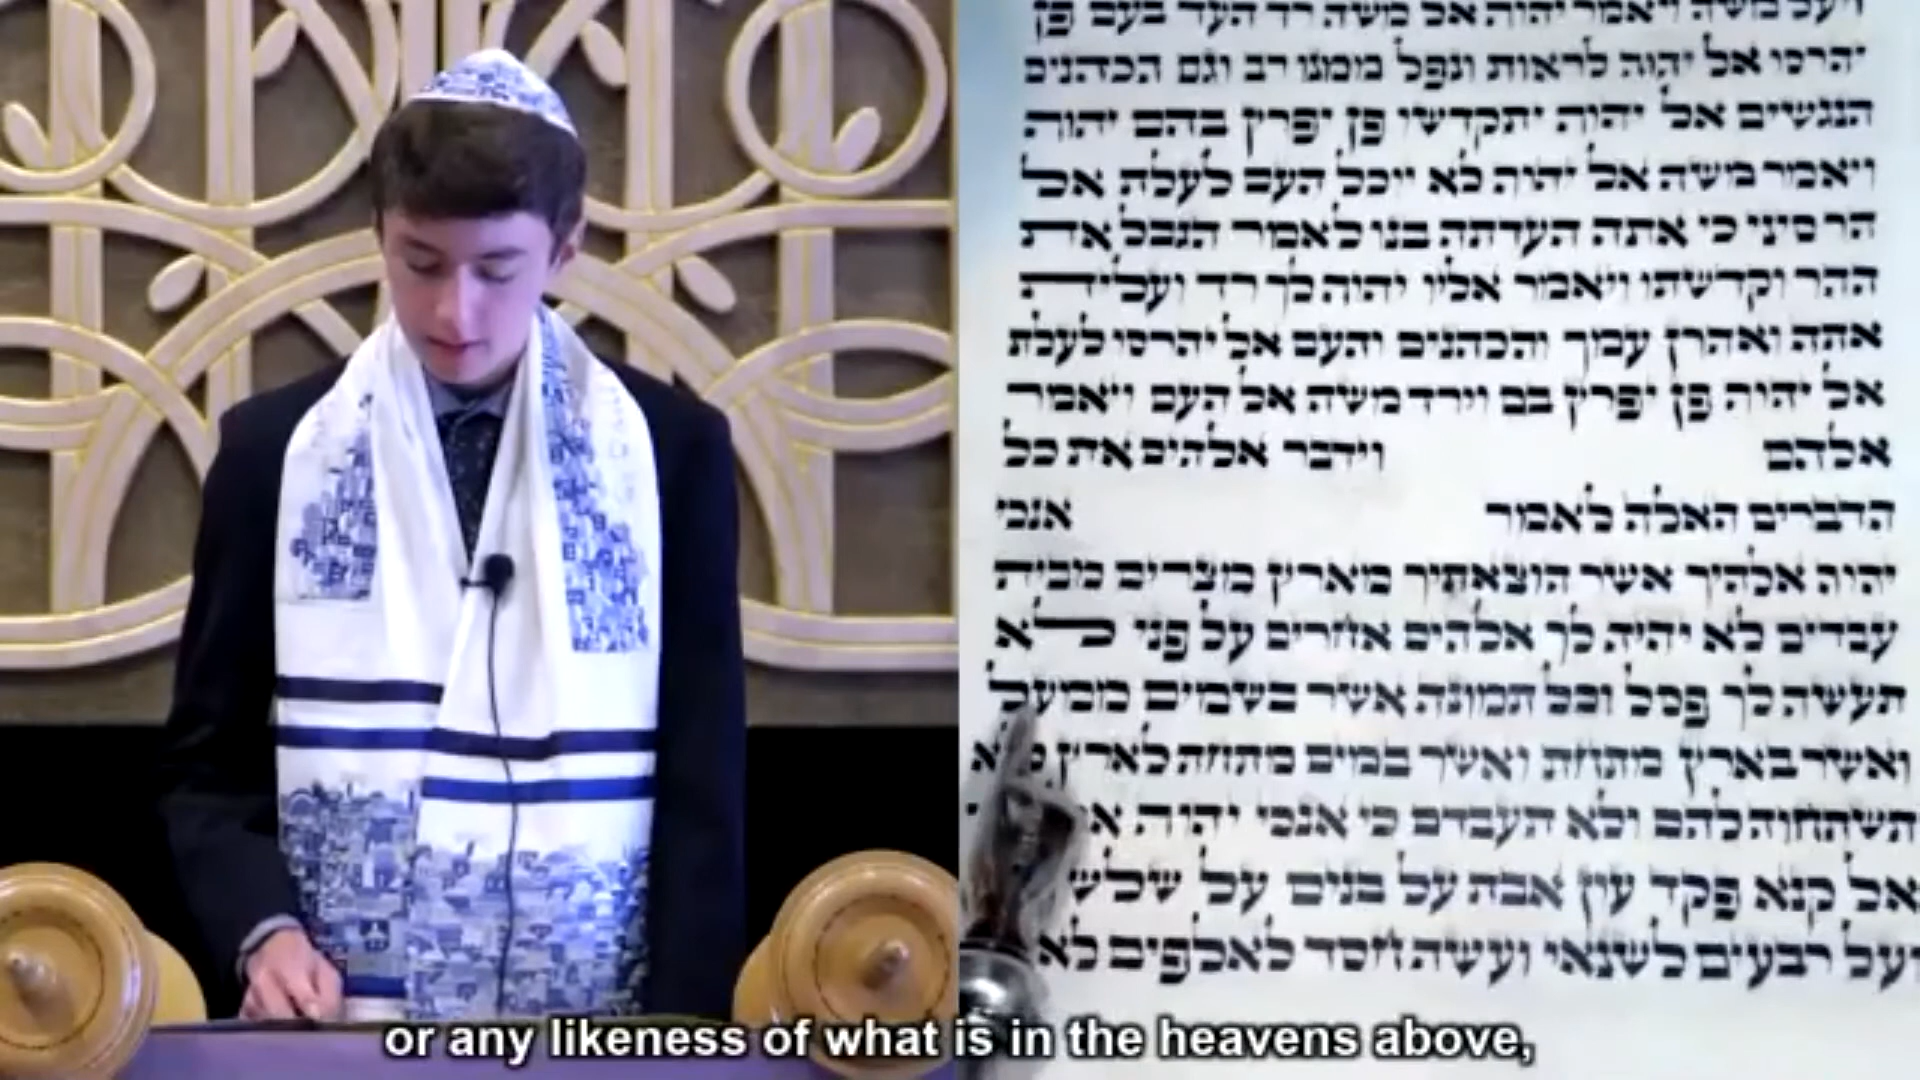 ויעל משה ויאמר יהוה אל משה רד העד בעם פן
יהרסו אל יהוה לראות ונפל ממנו רב וגם הכהנים
הנגשים אל יהוה יתקדשו פן יפרץ בהם יהוה
ויאמר משה אל יהוה לא יוכל העם לעלת אל
הר סיני כי אתה העדתה בנו לאמר הגבל את
ההר וקדשתו ויאמר אליו יהוה לך רד ועלית
אתה ואהרן עמך והכהנים והעם אל יהרסו לעלת
אל יהוה פן יפרץ בם וירד משה אל העם ויאמר
אלהם וידבר אלהים את כל
הדברים האלה לאמר אנכי
יהוה אלהיך אשר הוצאתיך מארץ מצרים מבית
עבדים לא יהיה לך אלהים אחרים על פני לא
תעשה לך פסל וכל תמונה אשר בשמים ממעל
ואשר בארץ מתחת ואשר במים מתחת לארץ
תשתחוה להם ולא תעבדם כי אנכי יהוה
אל קנא פקד עון אבת על בנים על
ועל רבעים לשנאי ועשה חסד לאלפים
or any likeness of what is in the heavens above,